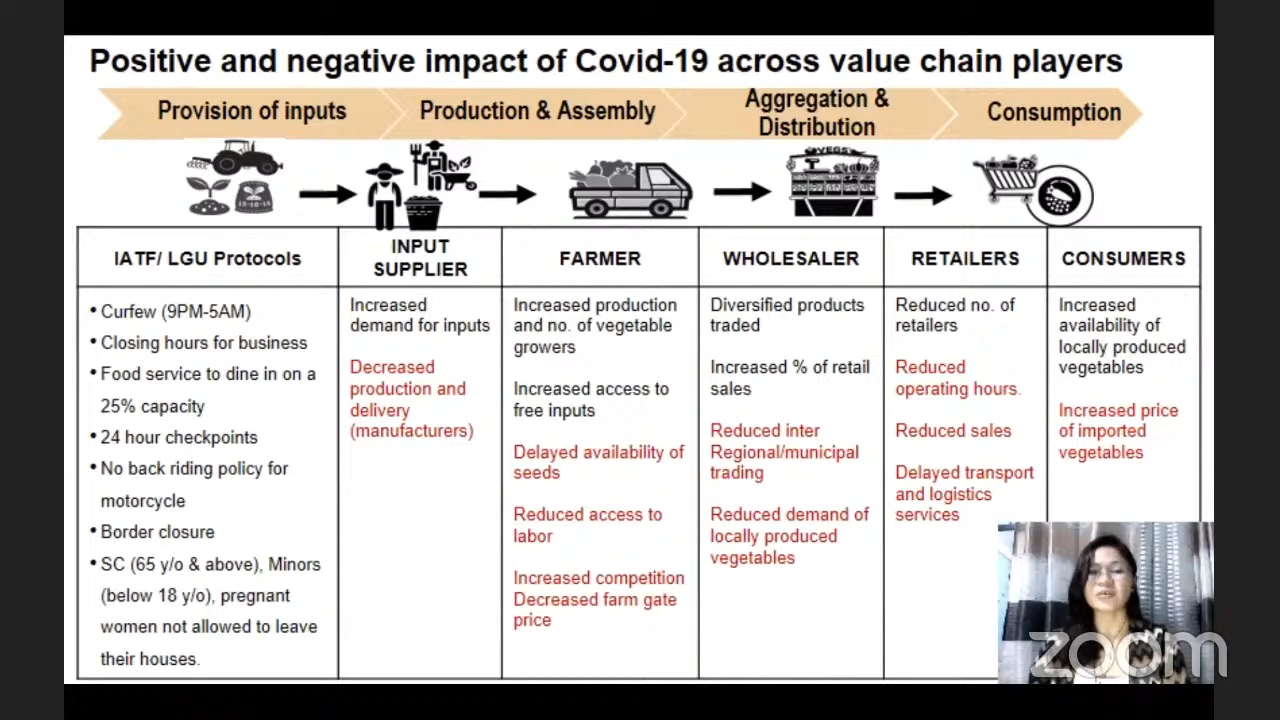 Positive and negative impact of Covid-19 across value chain players
Provision of inputs
Production & Assembly
Aggregation &
Distribution
Consumption
VEGS
IATF/ LGU Protocols
INPUT
SUPPLIER
FARMER
WHOLESALER
RETAILERS
CONSUMERS
• Curfew (9PM-5AM)
• Closing hours for business
• Food service to dine in on a
25% capacity
• 24 hour checkpoints
• No back riding policy for
motorcycle
• Border closure
• SC (65 y/o & above), Minors
(below 18 y/o), pregnant
women not allowed to leave
their houses.
Increased
demand for inputs
Decreased
production and
delivery
(manufacturers)
Increased production
and no. of vegetable
growers
Increased access to
free inputs
Delayed availability of
seeds
Reduced access to
labor
Increased competition
Decreased farm gate
price
Diversified products
traded
Increased % of retail
sales
Reduced inter
Regional/municipal
trading
Reduced demand of
locally produced
vegetables
Reduced no. of
retailers
Reduced
operating hours.
Reduced sales
Delayed transport
and logistics
services
Increased
availability of
locally produced
vegetables
Increased price
of imported
vegetables
zoom